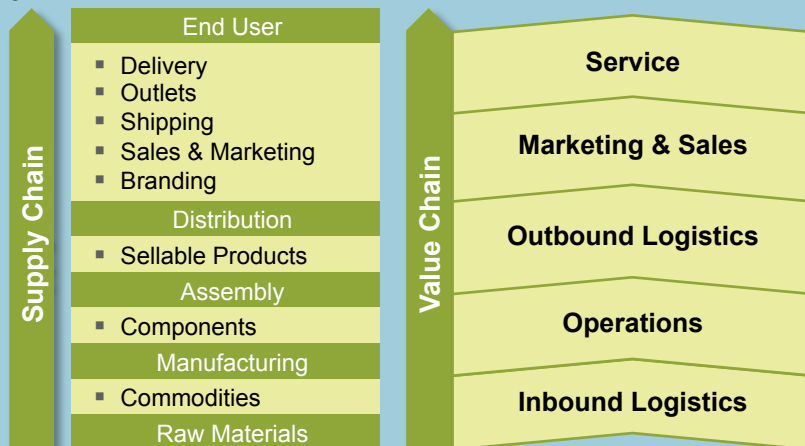 Supply Chain
End User
▪ Delivery
▪ Outlets
▪ Shipping
▪ Sales & Marketing
▪ Branding
Distribution
▪ Sellable Products
Assembly
▪ Components
Manufacturing
▪ Commodities
Raw Materials
Value Chain
Service
Marketing & Sales
Outbound Logistics
Operations
Inbound Logistics